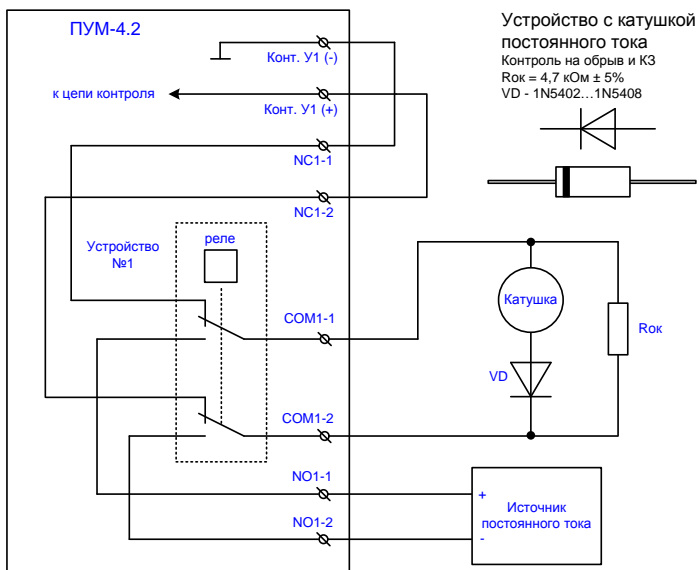 ПУМ-4.2
Конт. У1 (-)
к цепи контроля
Конт. У1 (+)
NC1-1
NC1-2
Устройство
№1
реле
COM1-1
COM1-2
NO1-1
NO1-2
Устройство с катушкой
постоянного тока
Контроль на обрыв и КЗ
Rок = 4,7 кОм ± 5%
VD - 1N5402...1N5408
Катушка
VD
Rок
+
Источник
постоянного тока
-